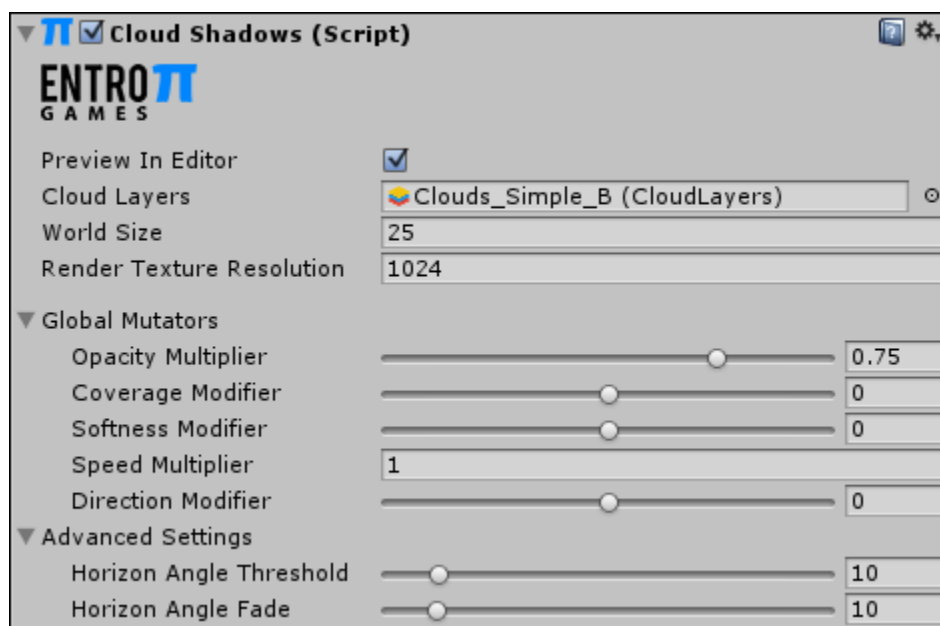 Cloud Shadows (Script)
ENTROπ
GAMES
Preview In Editor
Cloud Layers Clouds_Simple_B (CloudLayers)
World Size 25
Render Texture Resolution 1024
Global Mutators
Opacity Multiplier 0.75
Coverage Modifier 0
Softness Modifier 0
Speed Multiplier 1
Direction Modifier 0
Advanced Settings
Horizon Angle Threshold 10
Horizon Angle Fade 10